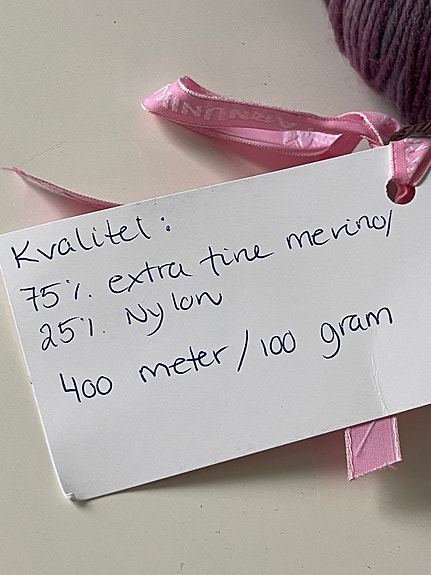 Kvalitet:
75% extra fine merino/
25% Nylon
400 meter/100 gram